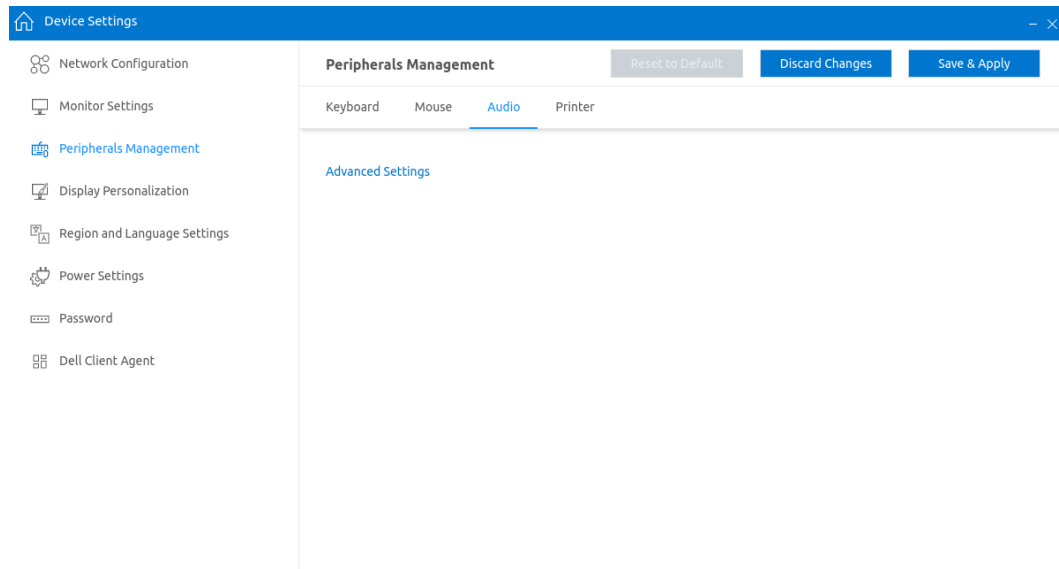 Device Settings
Network Configuration
Monitor Settings
Peripherals Management
Display Personalization
Region and Language Settings
Power Settings
Password
Dell Client Agent
Peripherals Management
Reset to Default
Discard Changes
Save & Apply
Keyboard Mouse Audio Printer
Advanced Settings